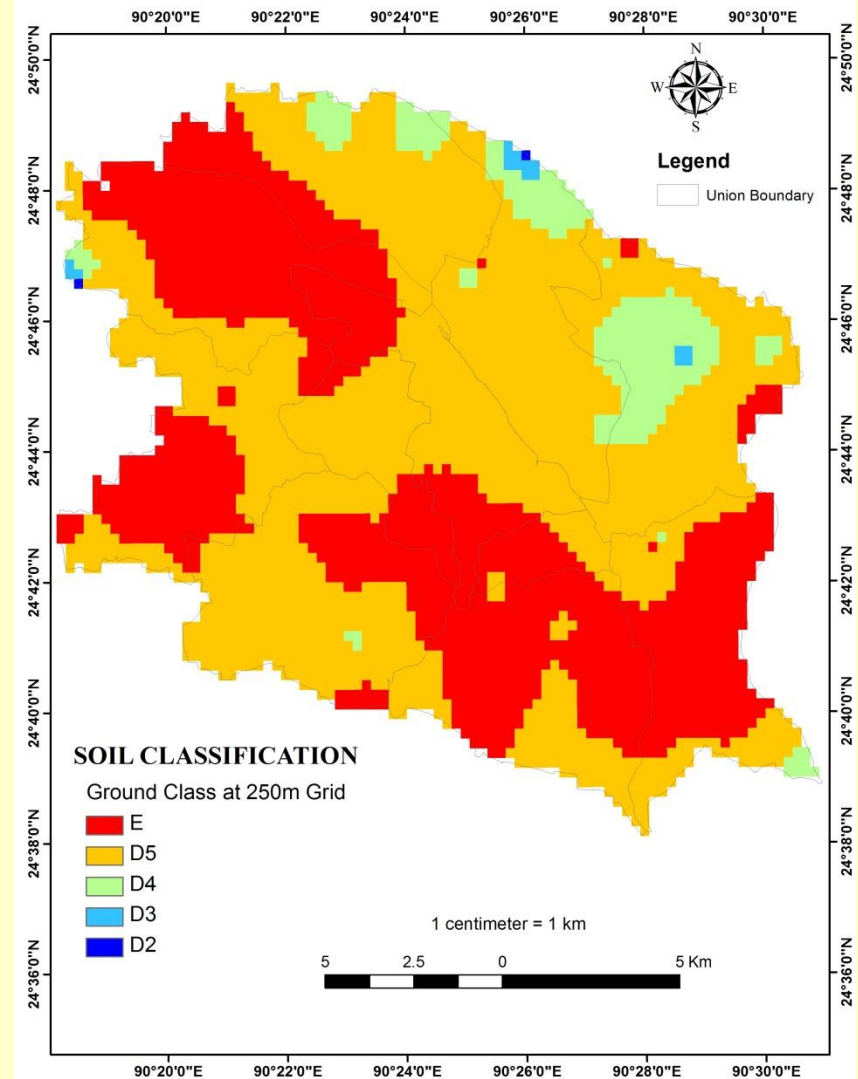 90°20'0"E 90°22'0"E 90°24'0"E 90°26'0"E 90°28'0"E 90°30'0"E
24°50'0"N 24°50'0"N
N
W E
S
Legend
Union Boundary
24°48'0"N 24°48'0"N
24°46'0"N 24°46'0"N
24°44'0"N 24°44'0"N
24°42'0"N 24°42'0"N
24°40'0"N 24°40'0"N
SOIL CLASSIFICATION
Ground Class at 250m Grid
E
D5
D4
D3
D2
24°38'0"N 24°38'0"N
1 centimeter = 1 km
5 2.5 0 5 Km
24°36'0"N 24°36'0"N
90°20'0"E 90°22'0"E 90°24'0"E 90°26'0"E 90°28'0"E 90°30'0"E